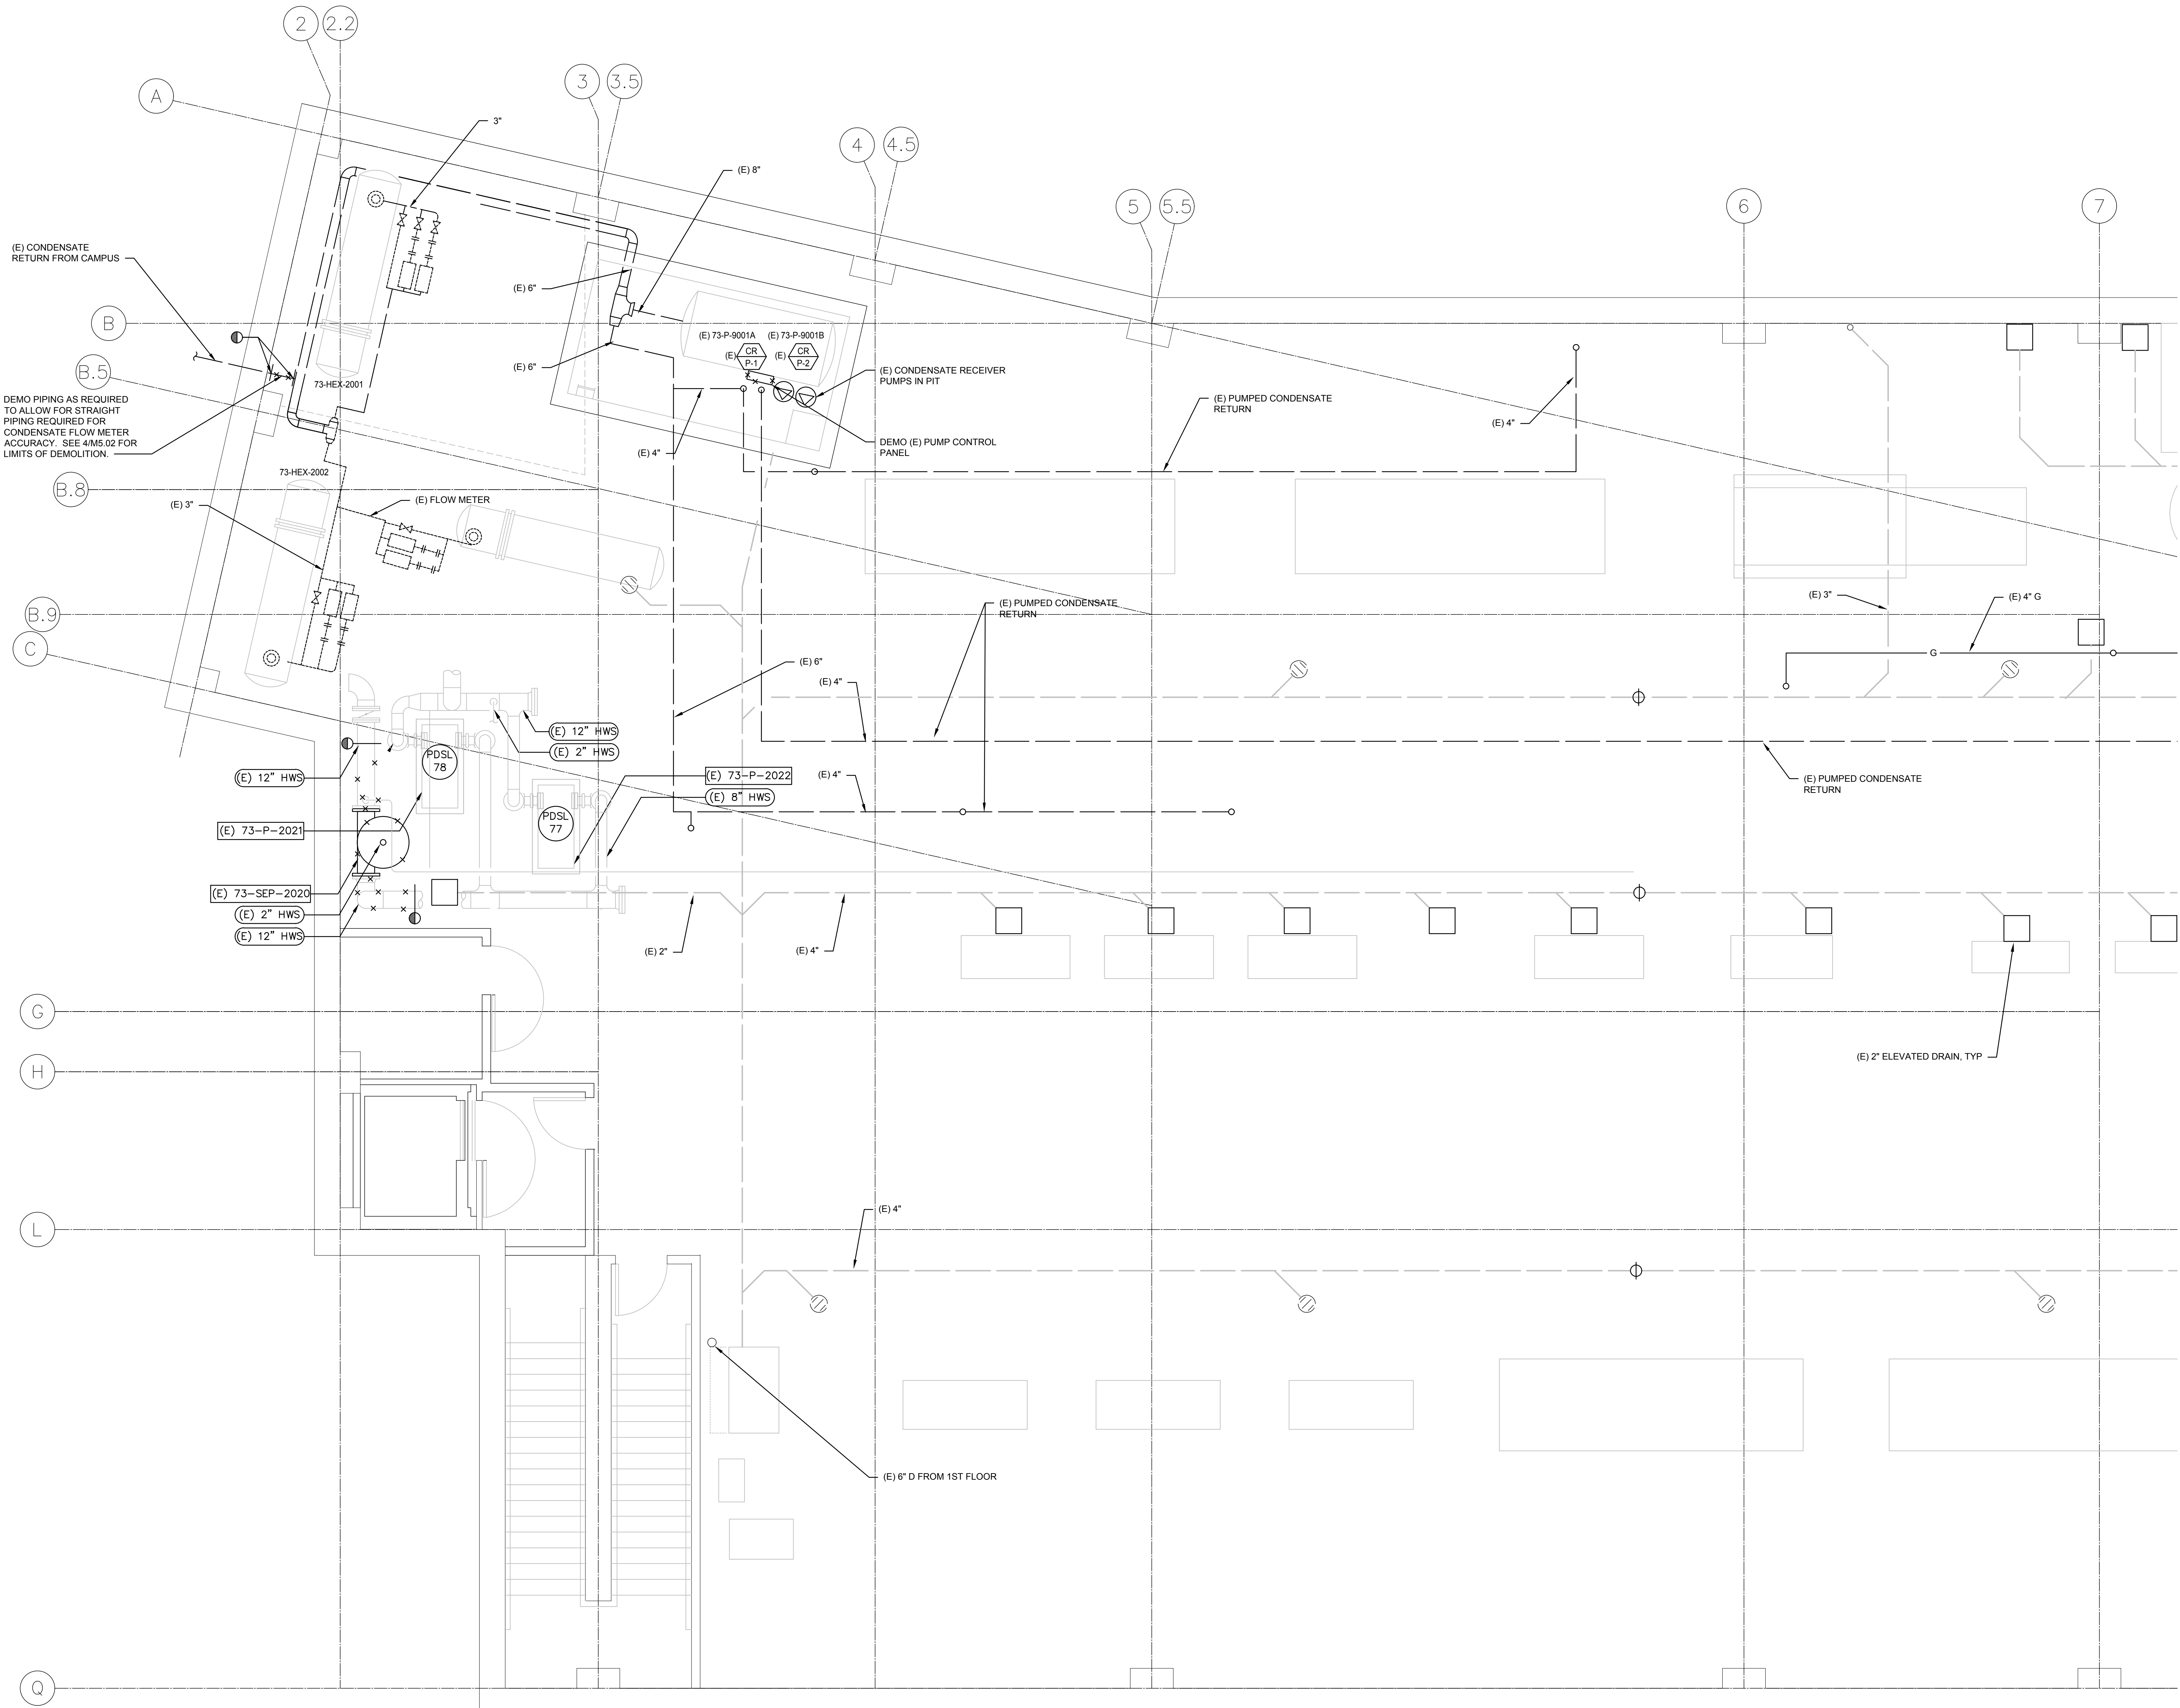 2
2.2
3
3.5
A
4
4.5
3"
(E) 8"
5
5.5
6
7
(E) CONDENSATE
RETURN FROM CAMPUS
(E) 6"
B
(E) 73-P-9001A
(E) 73-P-9001B
(E)
CR
P-1
(E)
CR
P-2
(E) 6"
B.5
73-HEX-2001
(E) CONDENSATE RECEIVER
PUMPS IN PIT
DEMO PIPING AS REQUIRED
TO ALLOW FOR STRAIGHT
PIPING REQUIRED FOR
CONDENSATE FLOW METER
ACCURACY. SEE 4/M5.02 FOR
LIMITS OF DEMOLITION.
(E) PUMPED CONDENSATE
RETURN
(E) 4"
DEMO (E) PUMP CONTROL
PANEL
(E) 4"
73-HEX-2002
B.8
(E) 3"
(E) FLOW METER
B.9
(E) PUMPED CONDENSATE
RETURN
(E) 3"
(E) 4" G
C
G
(E) 6"
(E) 4"
(E) 12" HWS
(E) 2" HWS
PDSL
78
(E) 12" HWS
(E) 73-P-2022
(E) 8" HWS
(E) 4"
(E) PUMPED CONDENSATE
RETURN
PDSL
77
(E) 73-P-2021
(E) 73-SEP-2020
(E) 2" HWS
(E) 12" HWS
(E) 2"
(E) 4"
G
(E) 2" ELEVATED DRAIN, TYP
H
(E) 4"
L
(E) 6" D FROM 1ST FLOOR
Q